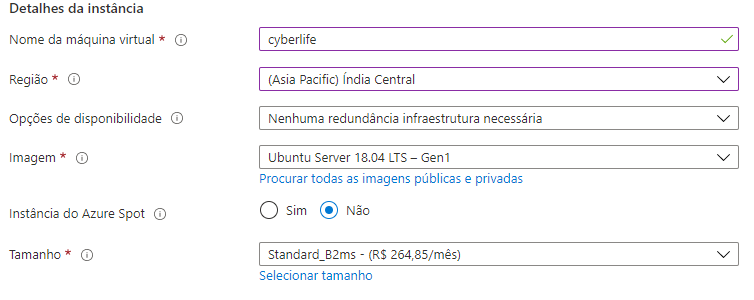 Detalhes da instância
Nome da máquina virtual * cyberlife
Região * (Asia Pacific) Índia Central
Opções de disponibilidade Nenhuma redundância infraestrutura necessária
Imagem * Ubuntu Server 18.04 LTS – Gen1
Procurar todas as imagens públicas e privadas
Instância do Azure Spot Sim Não
Tamanho * Standard_B2ms - (R$ 264,85/mês)
Selecionar tamanho